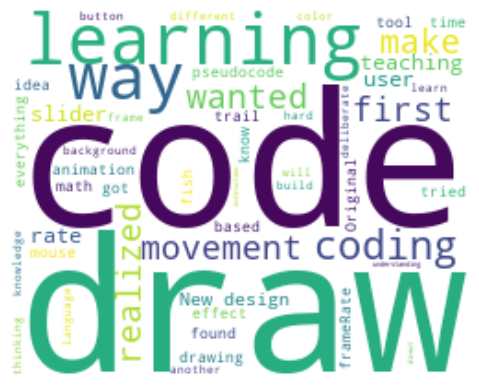 button
different
color
learning
tool
time
way
make
idea
pseudocode
teaching
user
learn
wanted
slider
frame
trail
hard
first
everything
know
deliberate
code
background
animation
math
got
fish
will
build
Original
tried
based
rate
mouse
movement
coding
realized
knowledge
understanding
draw
New design
effect
found
frameRate
language
thinking
drawing
another